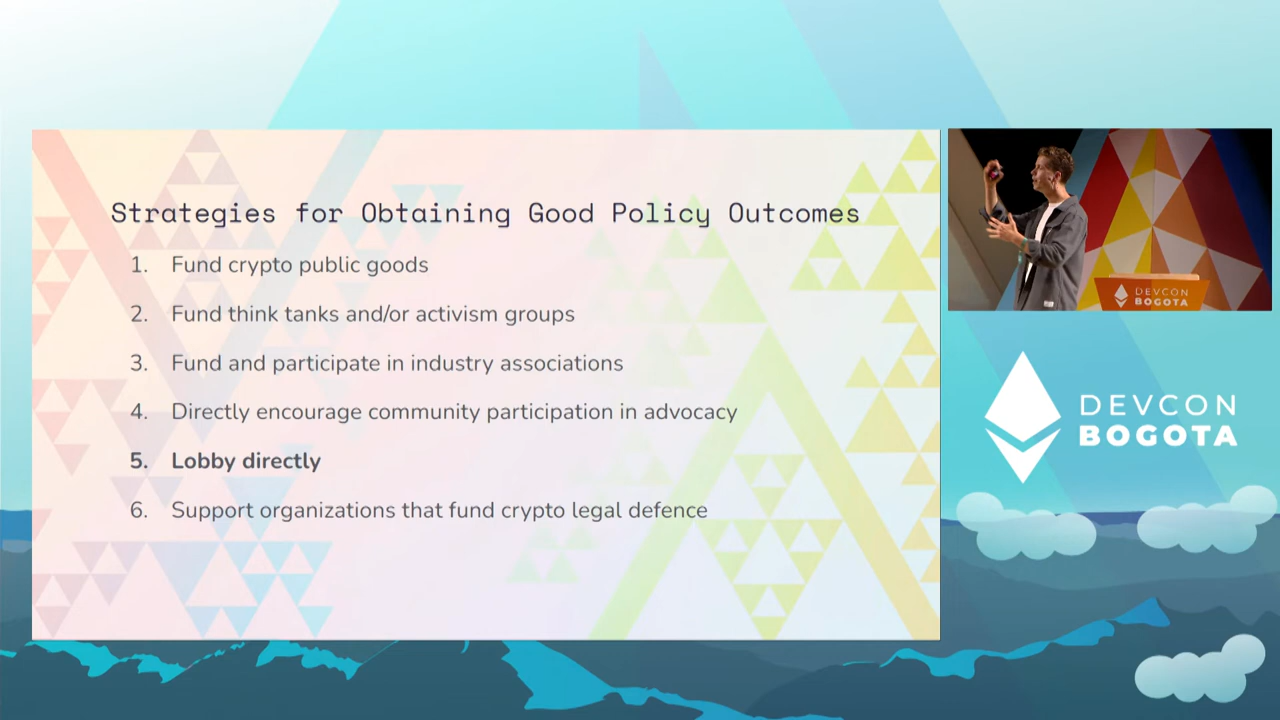 Strategies for Obtaining Good Policy Outcomes
1. Fund crypto public goods
2. Fund think tanks and/or activism groups
3. Fund and participate in industry associations
4. Directly encourage community participation in advocacy
5. Lobby directly
6. Support organizations that fund crypto legal defence
DEVCON
BOGOTA
DEVCON
BOGOTA